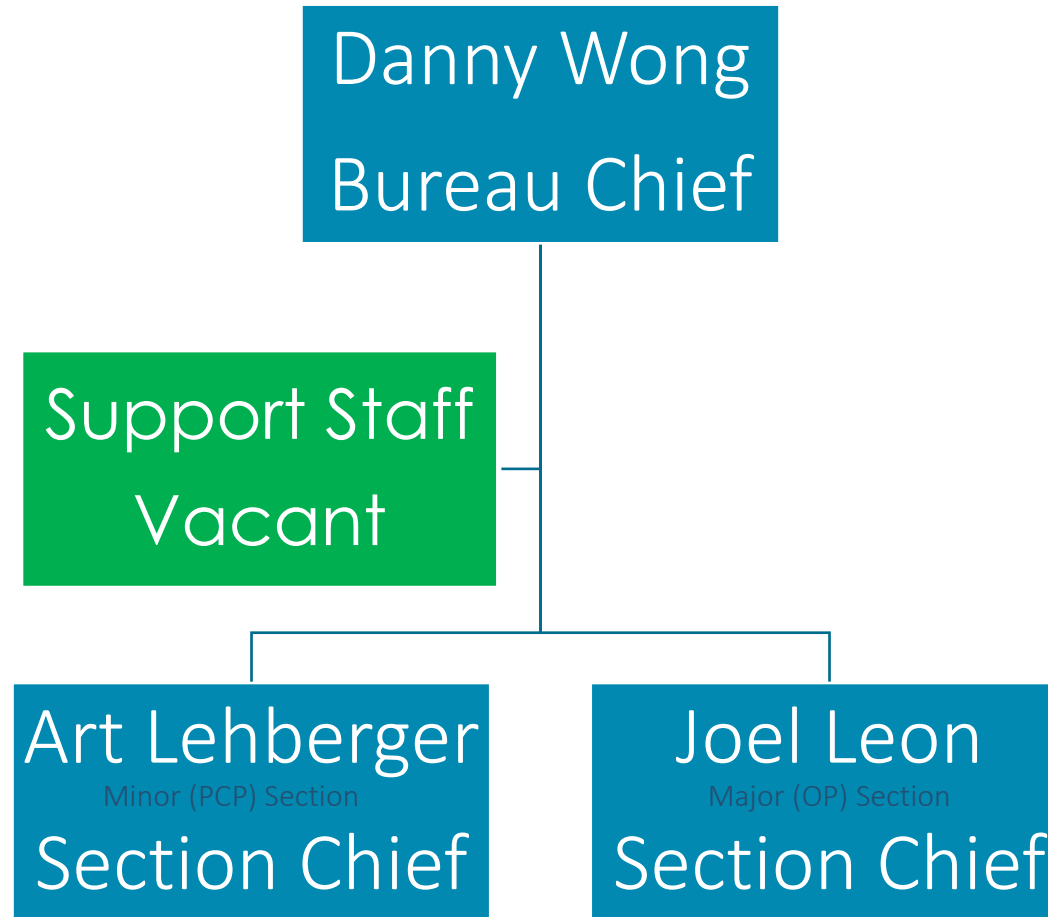 Danny Wong
Bureau Chief
Support Staff
Vacant
Art Lehberger
Minor (PCP) Section
Section Chief
Joel Leon
Major (OP) Section
Section Chief